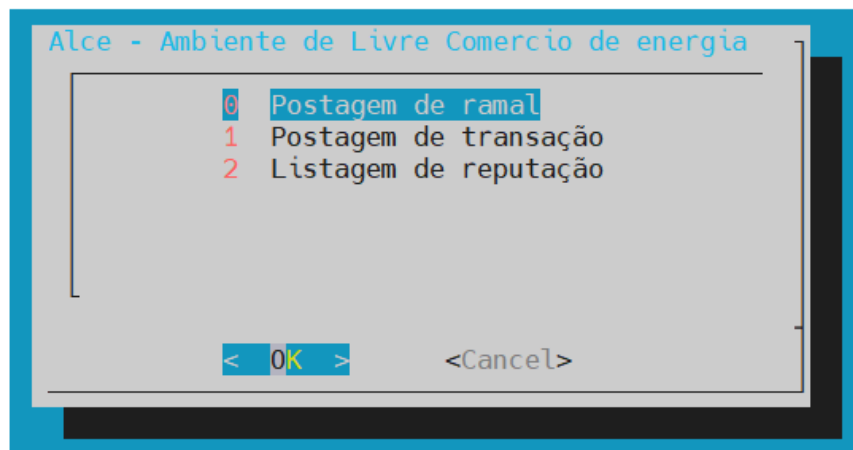 Alce - Ambiente de Livre Comercio de energia
0 Postagem de ramal
1 Postagem de transação
2 Listagem de reputação
< OK > <Cancel>